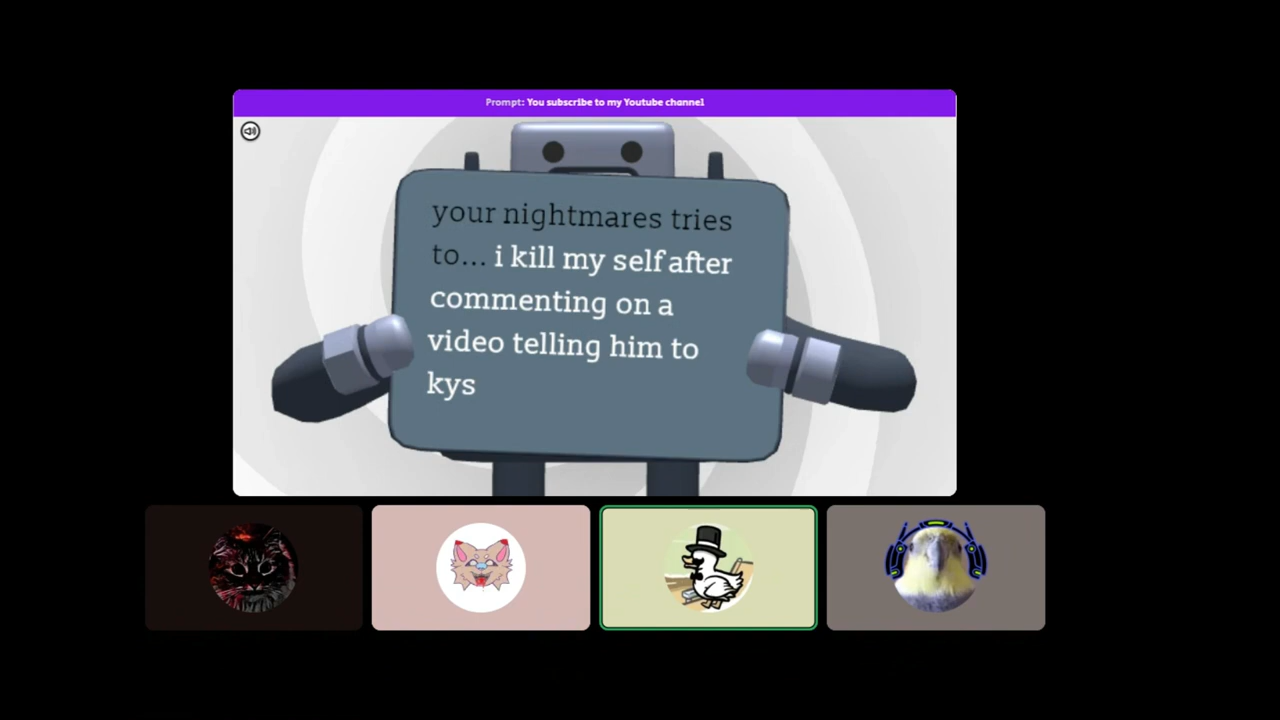 Prompt: You subscribe to my Youtube channel
your nightmares tries
to... i kill my self after
commenting on a
video telling him to
kys